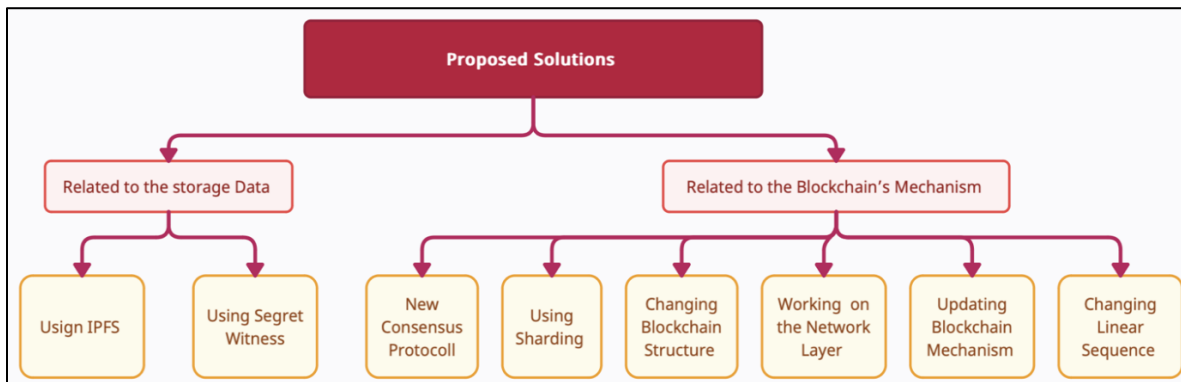 Proposed Solutions
Related to the storage Data
Related to the Blockchain's Mechanism
Usign IPFS
Using Segret
Witness
New
Consensus
Protocoll
Using
Sharding
Changing
Blockchain
Structure
Working on
the Network
Layer
Updating
Blockchain
Mechanism
Changing
Linear
Sequence